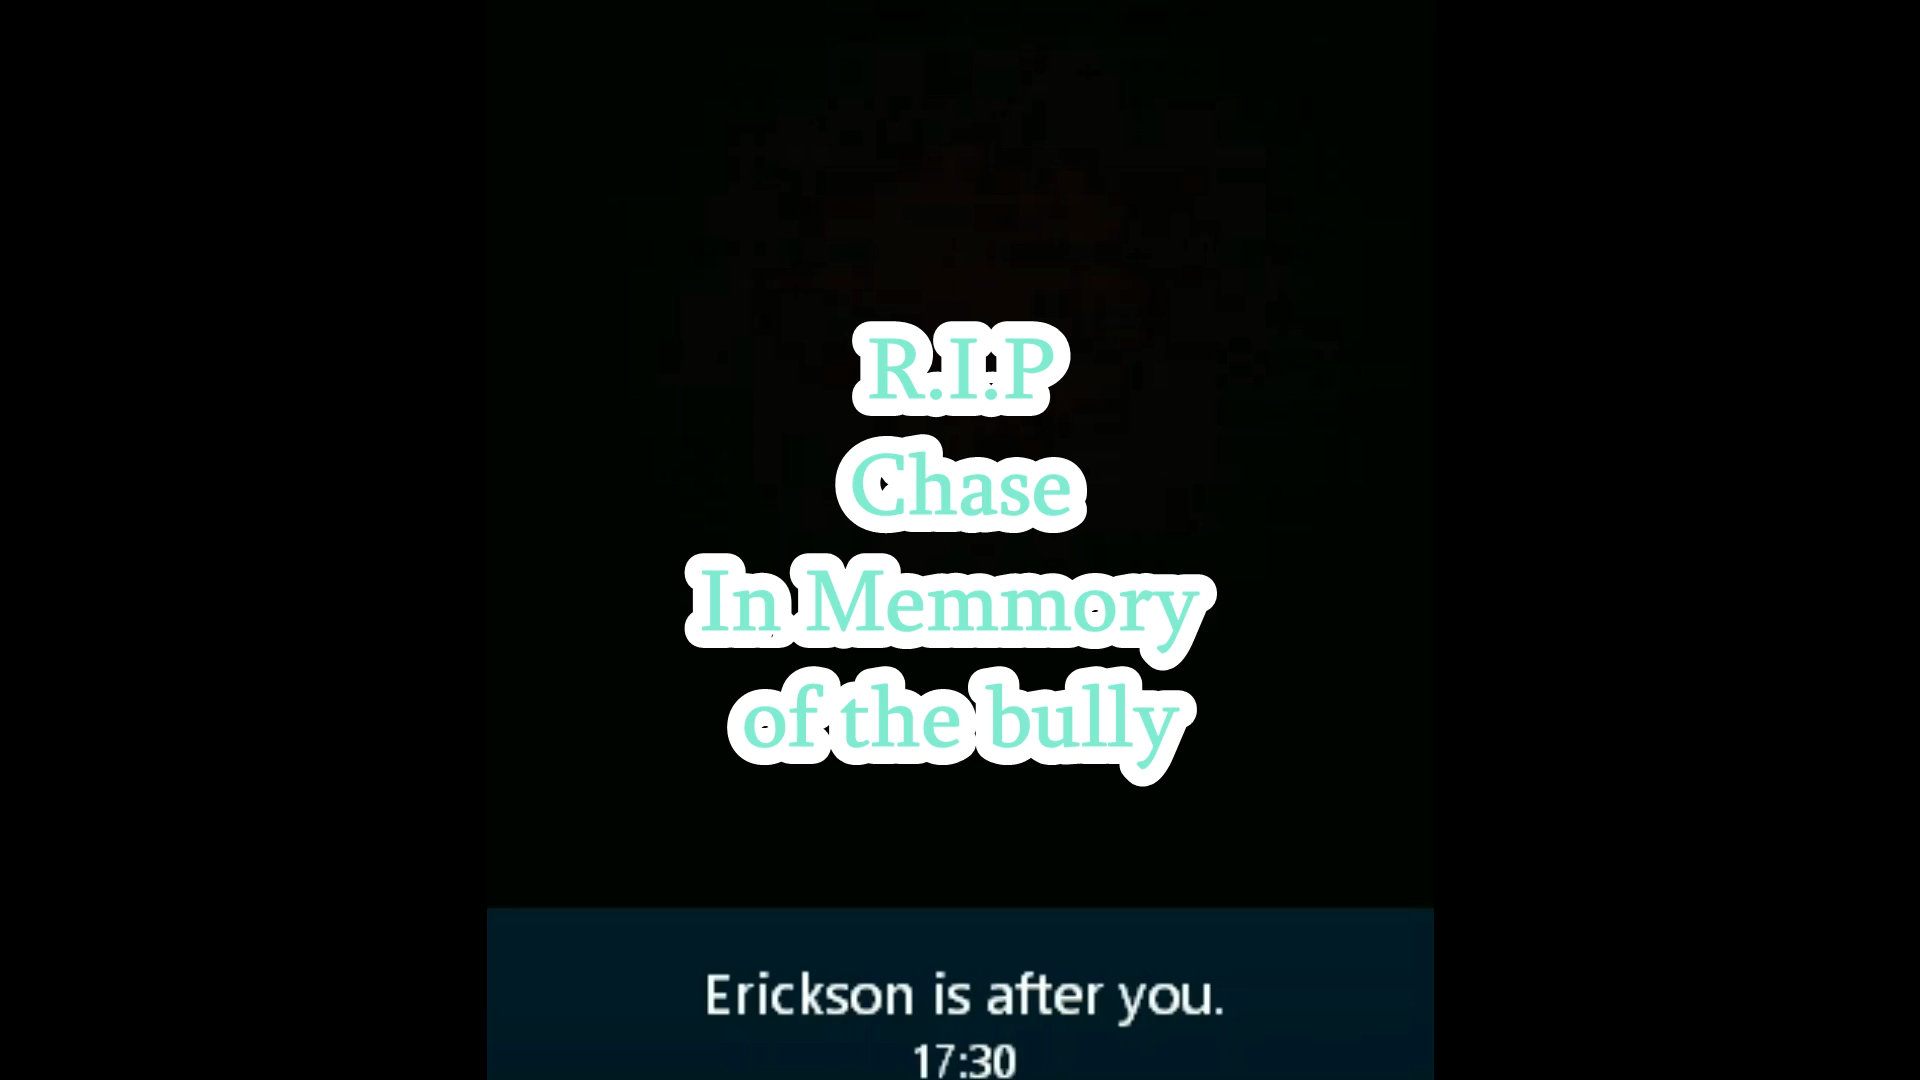 R.I.P
Chase
In Memmory
of the bully
Erickson is after you.
17:30